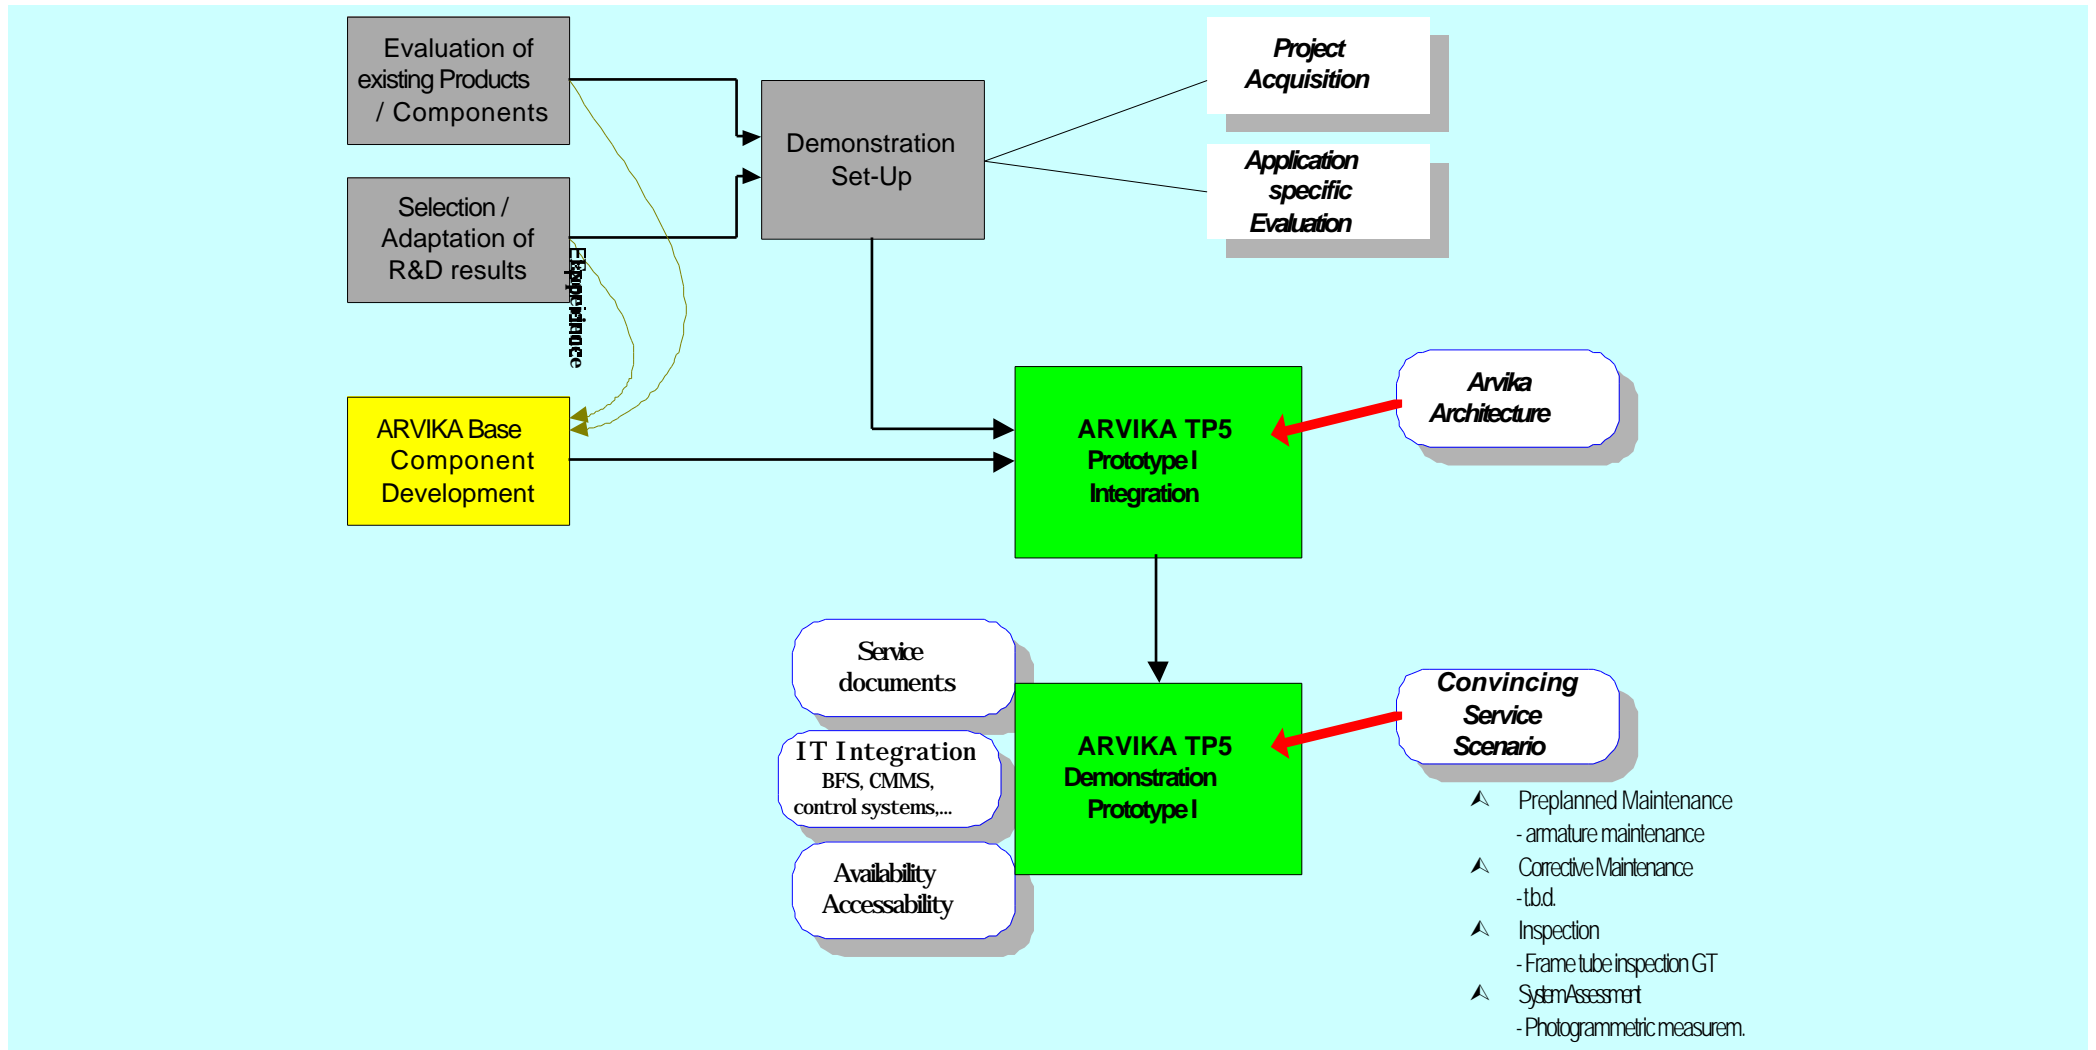 Evaluation of
existing Products
/ Components
Selection /
Adaptation of
R&D results
ARVIKA Base
Component
Development
Demonstration
Set-Up
Project
Acquisition
Application
specific
Evaluation
ARVIKA TP5
Prototype I
Integration
Arvika
Architecture
Service
documents
IT Integration
BFS, CMMS,
control systems,...
Availability
Accessability
ARVIKA TP5
Demonstration
Prototype I
Convincing
Service
Scenario
Preplanned Maintenance
- armature maintenance
Corrective Maintenance
- t.b.d.
Inspection
- Frame tube inspection GT
System Assessment
- Photogrammetric measurem.